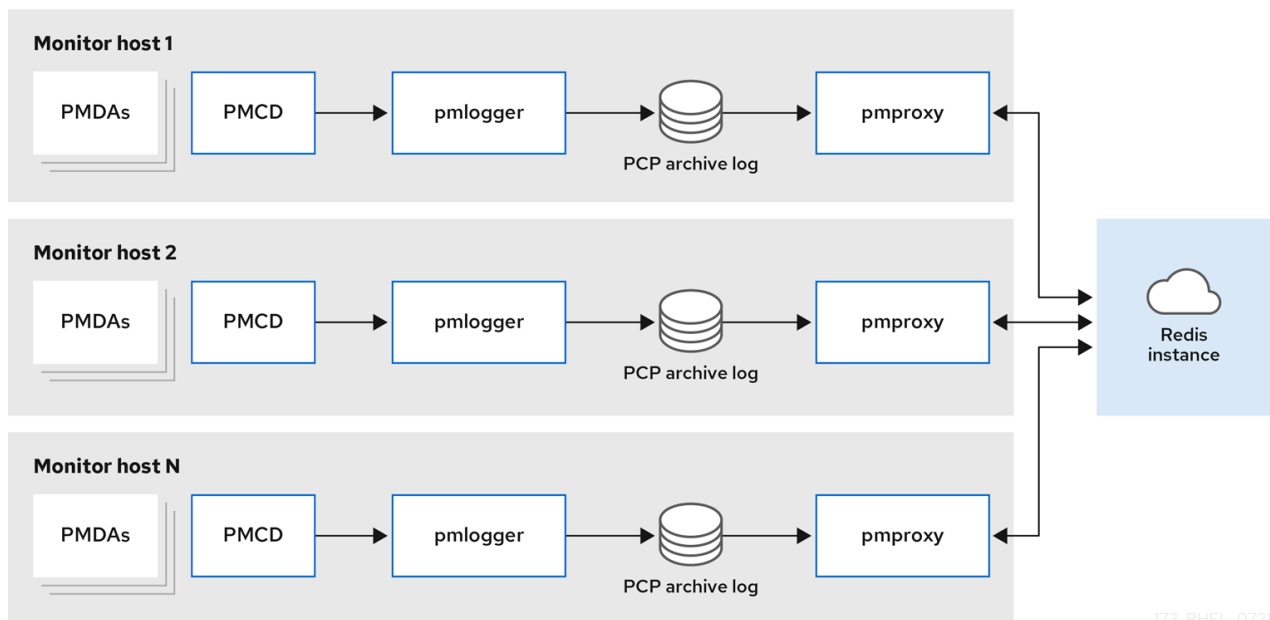 Monitor host 1
PMDAs
PMCD
pmlogger
PCP archive log
pmproxy
Monitor host 2
PMDAs
PMCD
pmlogger
PCP archive log
pmproxy
Redis
instance
Monitor host N
PMDAs
PMCD
pmlogger
PCP archive log
pmproxy
173_RHEL_0721